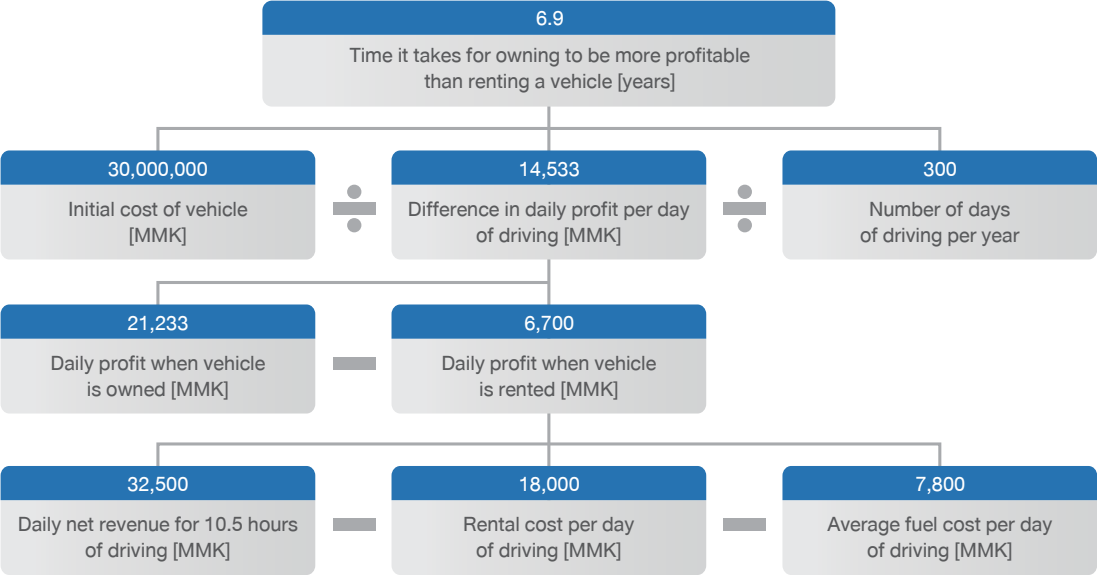 6.9
Time it takes for owning to be more profitable
than renting a vehicle [years]
30,000,000
Initial cost of vehicle
[MMK]
14,533
Difference in daily profit per day
of driving [MMK]
300
Number of days
of driving per year
21,233
Daily profit when vehicle
is owned [MMK]
6,700
Daily profit when vehicle
is rented [MMK]
32,500
Daily net revenue for 10.5 hours
of driving [MMK]
18,000
Rental cost per day
of driving [MMK]
7,800
Average fuel cost per day
of driving [MMK]